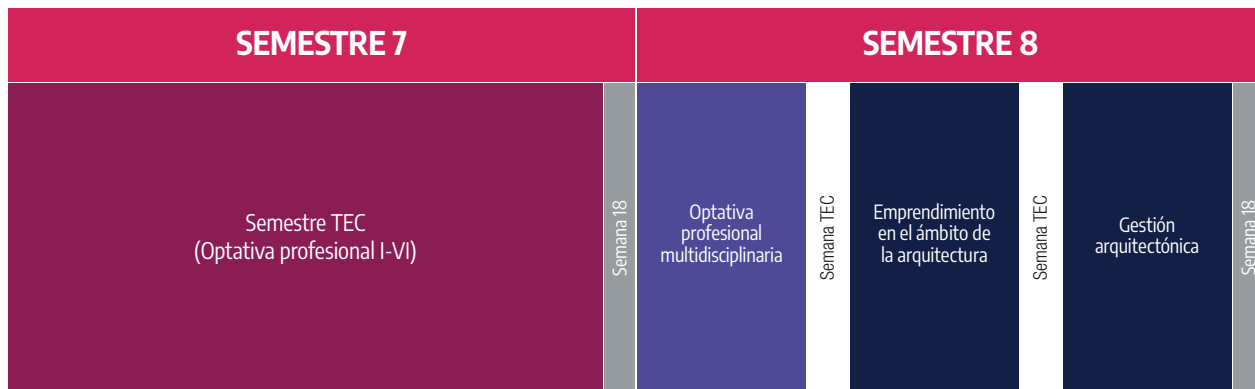 SEMESTRE 7
Semestre TEC
(Optativa profesional I-VI)
Semana 18
SEMESTRE 8
Optativa
profesional
multidisciplinaria
Semana TEC
Emprendimiento
en el ámbito de
la arquitectura
Semana TEC
Gestión
arquitectónica
Semana 18